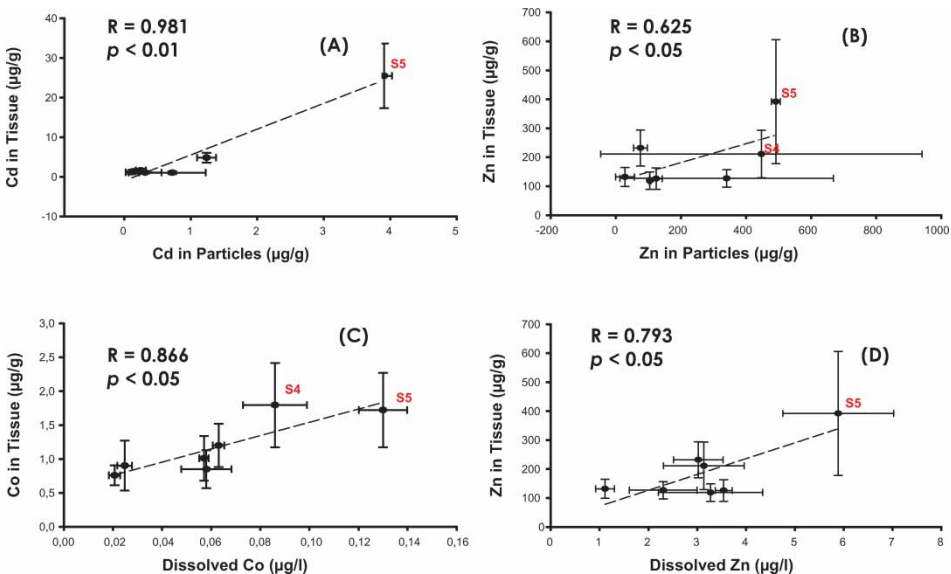 R = 0.981
p < 0.01
(A)
S5
Cd in Tissue (µg/g)
40
30
20
10
0
-10
0 1 2 3 4 5
Cd in Particles (µg/g)
R = 0.625
p < 0.05
(B)
S5
S4
Zn in Tissue (µg/g)
700
600
500
400
300
200
100
0
-200 0 200 400 600 800 1000
Zn in Particles (µg/g)
R = 0.866
p < 0.05
(C)
S4
S5
Co in Tissue (µg/g)
3,0
2,5
2,0
1,5
1,0
0,5
0,0
0,00 0,02 0,04 0,06 0,08 0,10 0,12 0,14 0,16
Dissolved Co (µg/l)
R = 0.793
p < 0.05
(D)
S5
Zn in Tissue (µg/g)
700
600
500
400
300
200
100
0
0 1 2 3 4 5 6 7 8
Dissolved Zn (µg/l)